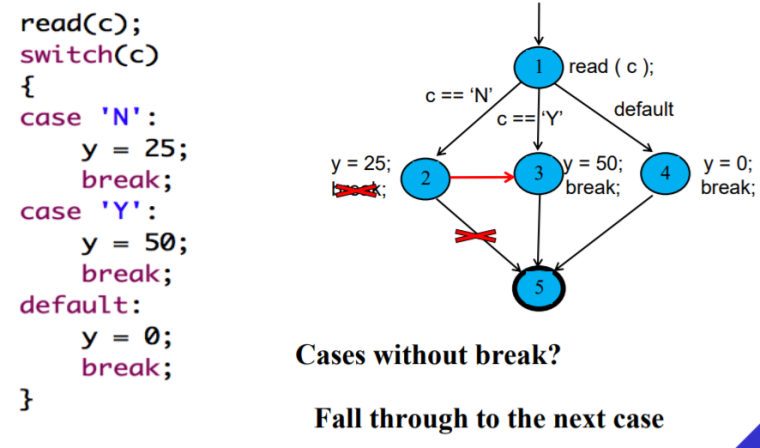 read(c);
switch(c)
{
case 'N':
y = 25;
break;
case 'Y':
y = 50;
break;
default:
y = 0;
break;
}
1 read ( c );
c == ‘N’
c == ‘Y’
default
y = 25;
break;
2
3
y = 50;
break;
4
y = 0;
break;
5
Cases without break?
Fall through to the next case